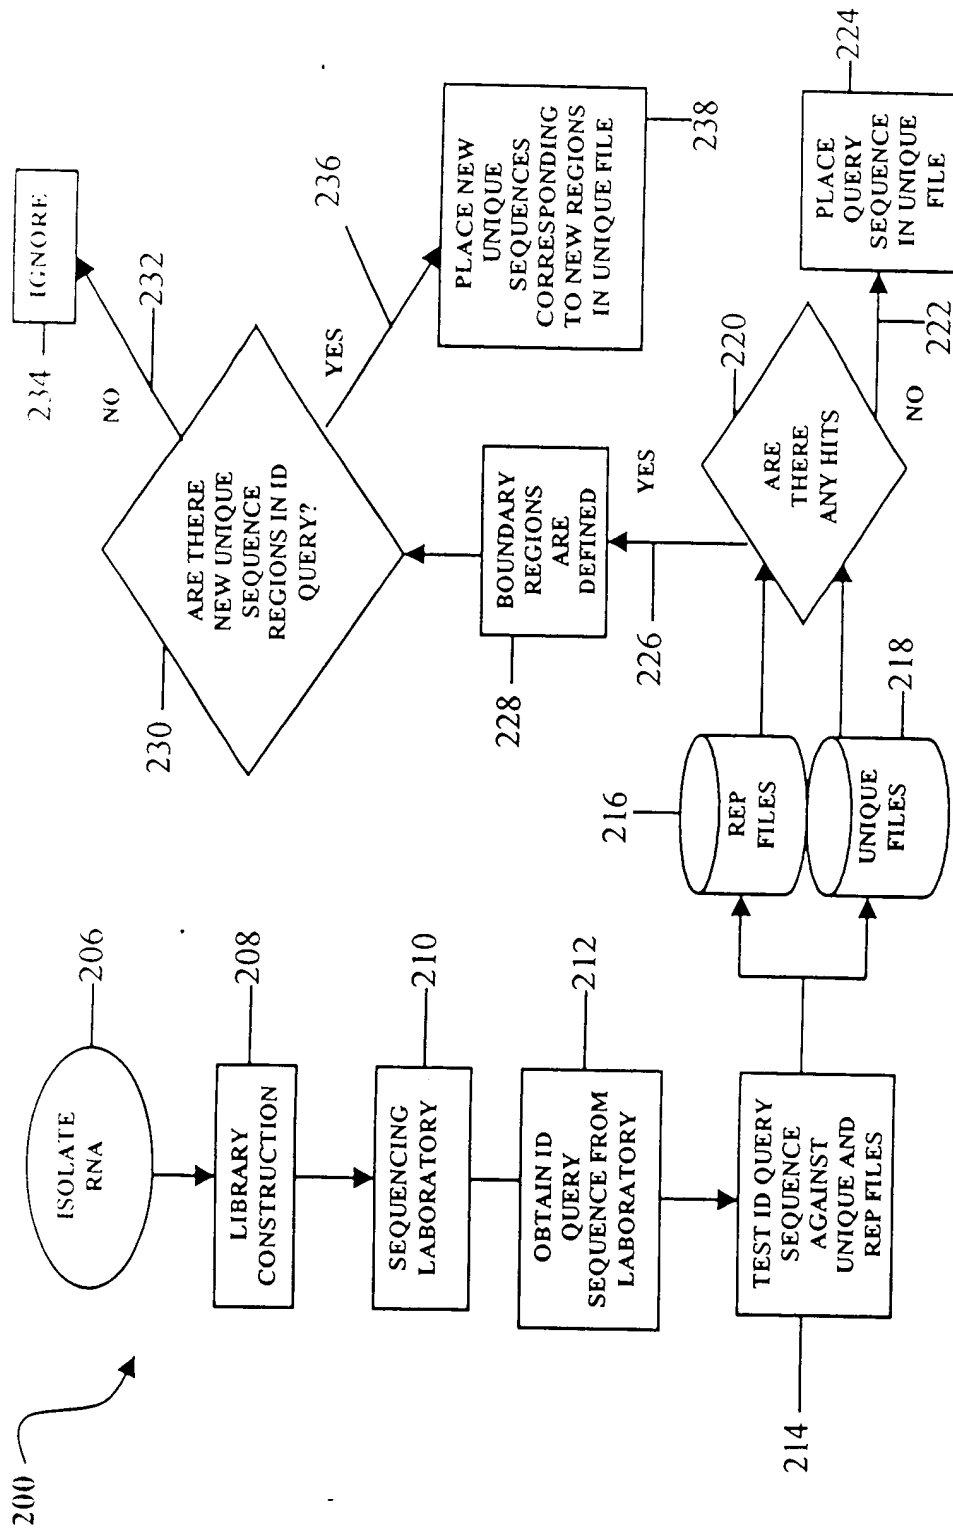 200
ISOLATE
RNA
206
LIBRARY
CONSTRUCTION
208
SEQUENCING
LABORATORY
210
OBTAIN ID
QUERY
SEQUENCE FROM
LABORATORY
212
TEST ID QUERY
SEQUENCE
AGAINST
UNIQUE AND
REP FILES
214
REP
FILES
216
UNIQUE
FILES
218
ARE
THERE
ANY HITS
220
NO
222
PLACE
QUERY
SEQUENCE
IN UNIQUE
FILE
224
YES
226
BOUNDARY
REGIONS
ARE
DEFINED
228
ARE THERE
NEW UNIQUE
SEQUENCE
REGIONS IN ID
QUERY?
230
NO
232
IGNORE
234
YES
236
PLACE NEW
UNIQUE
SEQUENCES
CORRESPONDING
TO NEW REGIONS
IN UNIQUE FILE
238